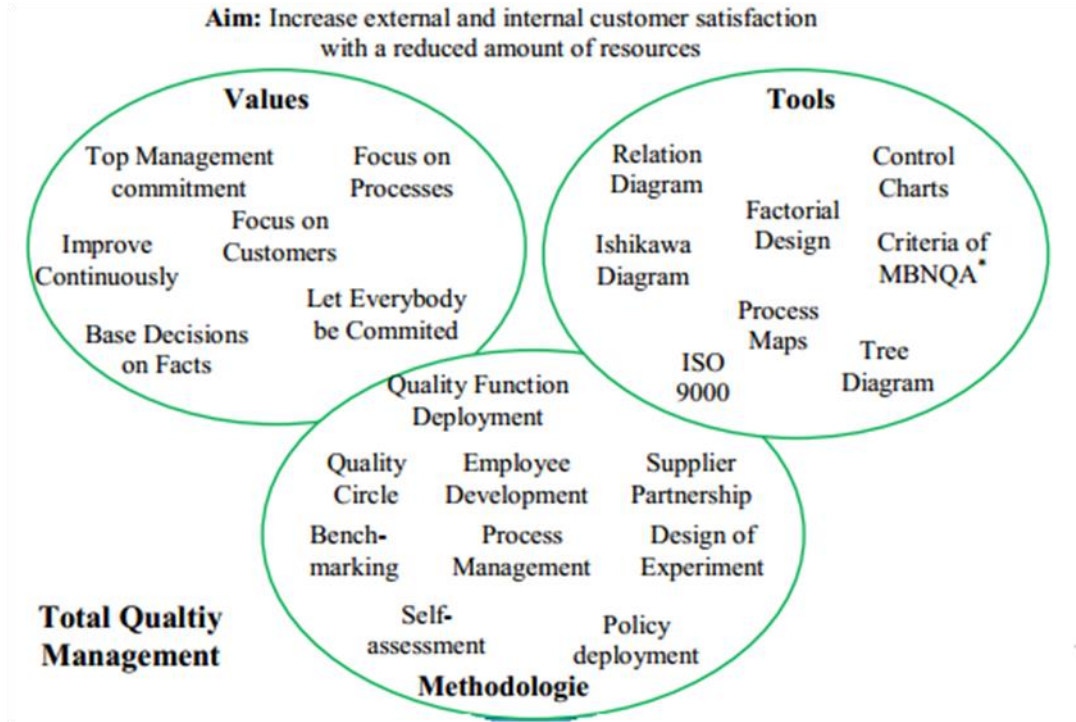 Aim: Increase external and internal customer satisfaction
with a reduced amount of resources
Values
Top Management
commitment
Focus on
Processes
Focus on
Customers
Improve
Continuously
Let Everybody
be Commited
Base Decisions
on Facts
Tools
Relation
Diagram
Control
Charts
Factorial
Design
Ishikawa
Diagram
Criteria of
MBNQA*
Process
Maps
ISO
9000
Tree
Diagram
Quality Function
Deployment
Quality
Circle
Employee
Development
Supplier
Partnership
Bench-
marking
Process
Management
Design of
Experiment
Self-
assessment
Policy
deployment
Methodologie
Total Qualtiy
Management